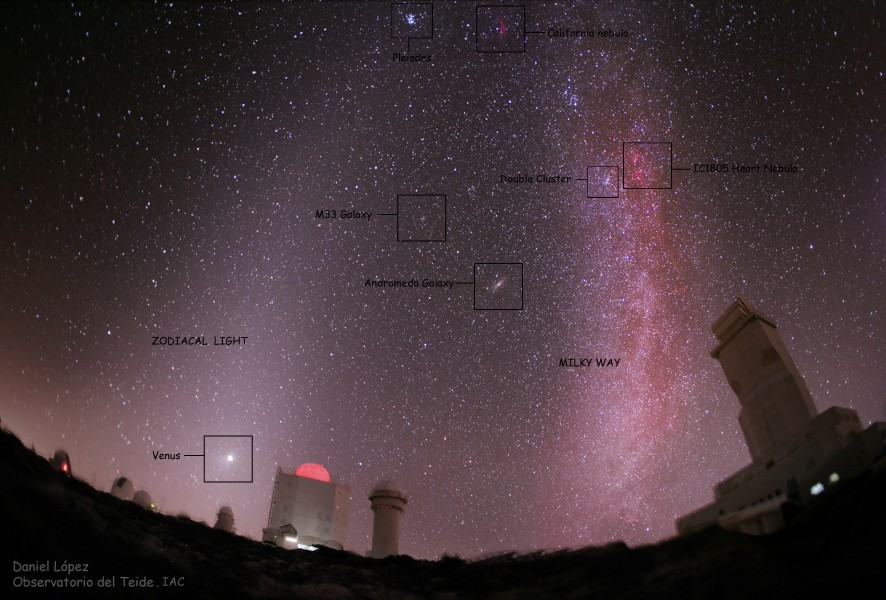 Pleiades
California nebula
Double Cluster
IC1805 Heart Nebula
M33 Galaxy
Andromeda Galaxy
ZODIACAL LIGHT
MILKY WAY
Venus
Daniel López
Observatorio del Teide, IAC